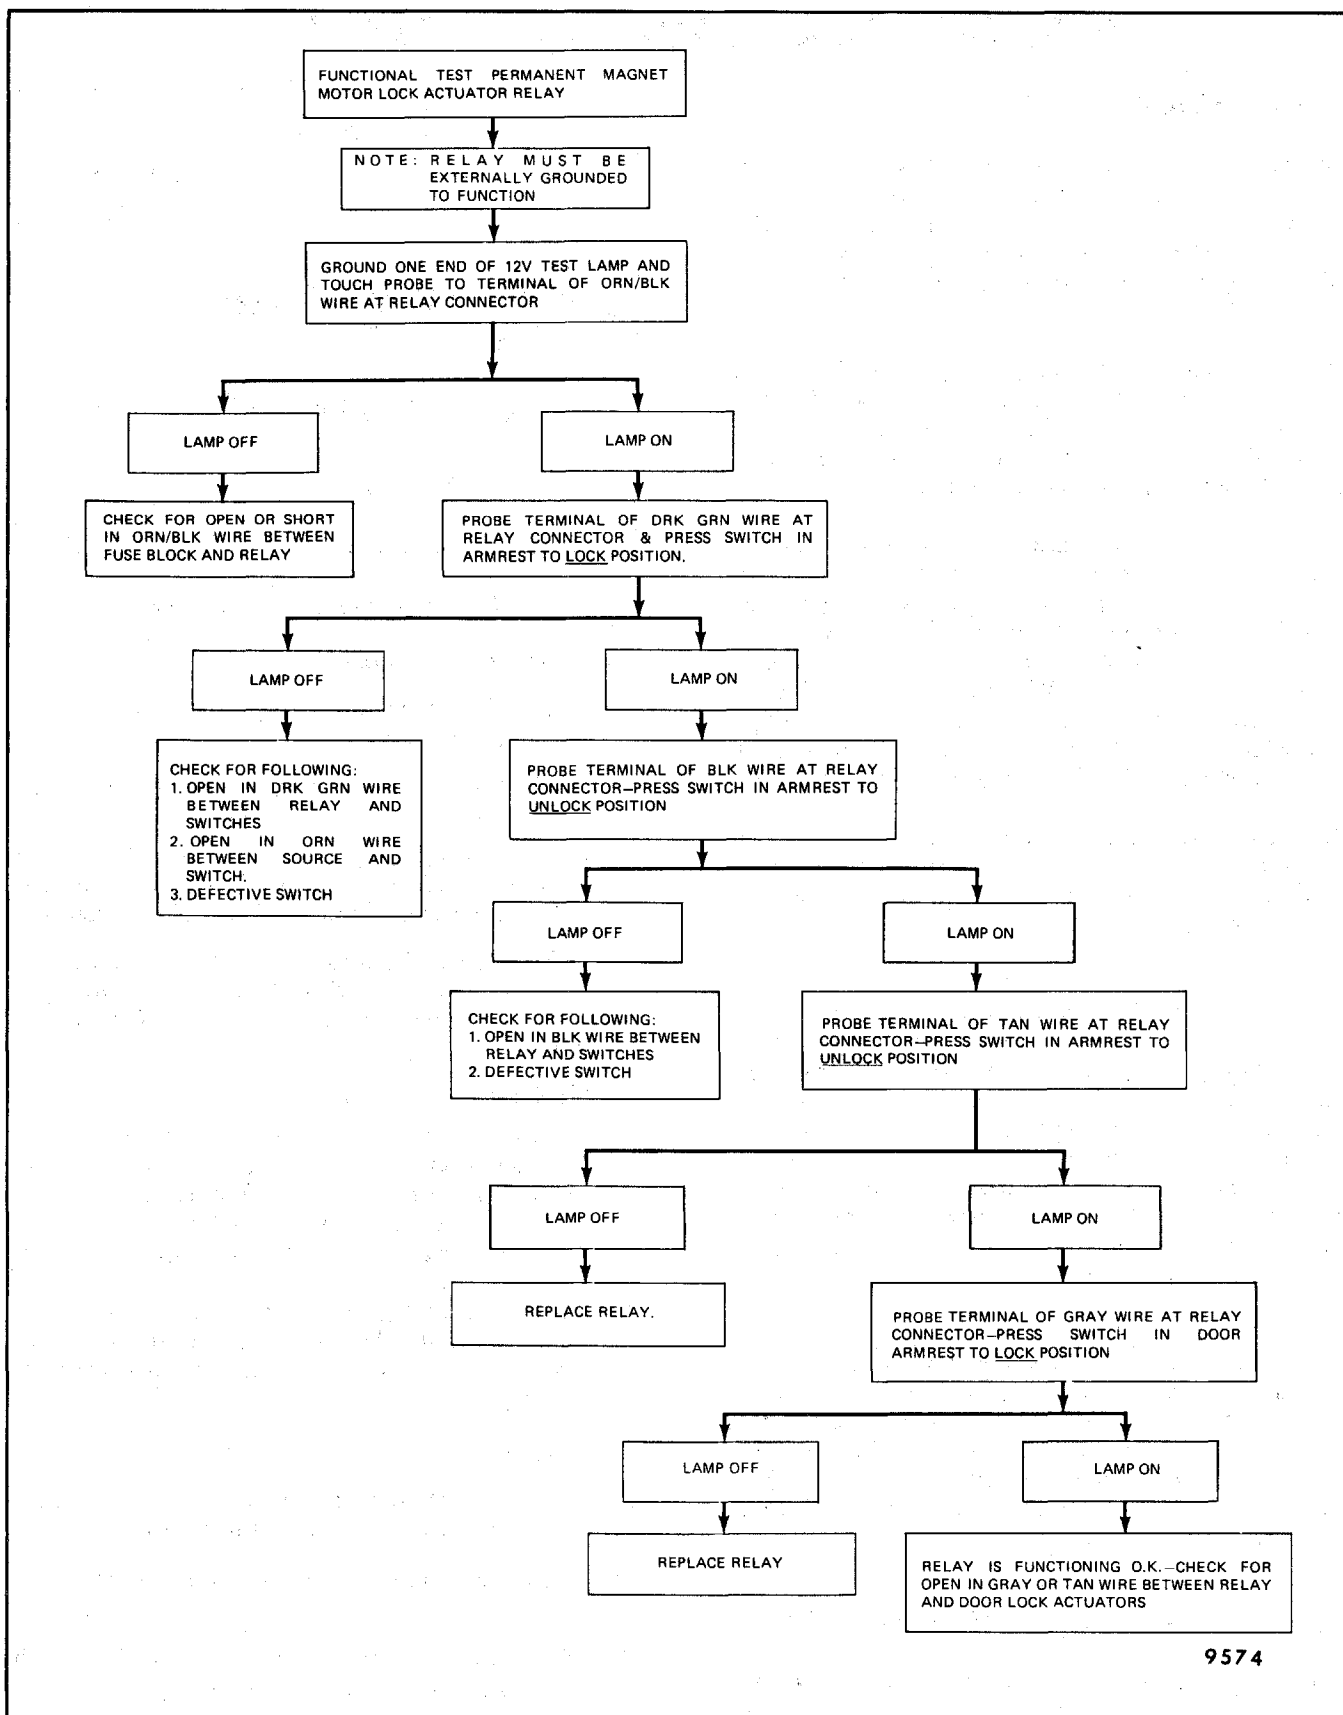 FUNCTIONAL TEST PERMANENT MAGNET
MOTOR LOCK ACTUATOR RELAY
NOTE: RELAY MUST BE
EXTERNALLY GROUNDED
TO FUNCTION
GROUND ONE END OF 12V TEST LAMP AND
TOUCH PROBE TO TERMINAL OF ORN/BLK
WIRE AT RELAY CONNECTOR
LAMP OFF
LAMP ON
CHECK FOR OPEN OR SHORT
IN ORN/BLK WIRE BETWEEN
FUSE BLOCK AND RELAY
PROBE TERMINAL OF DRK GRN WIRE AT
RELAY CONNECTOR & PRESS SWITCH IN
ARMREST TO LOCK POSITION.
LAMP OFF
LAMP ON
CHECK FOR FOLLOWING:
1. OPEN IN DRK GRN WIRE
BETWEEN RELAY AND
SWITCHES
2. OPEN IN ORN WIRE
BETWEEN SOURCE AND
SWITCH.
3. DEFECTIVE SWITCH
PROBE TERMINAL OF BLK WIRE AT RELAY
CONNECTOR–PRESS SWITCH IN ARMREST TO
UNLOCK POSITION
LAMP OFF
LAMP ON
CHECK FOR FOLLOWING:
1. OPEN IN BLK WIRE BETWEEN
RELAY AND SWITCHES
2. DEFECTIVE SWITCH
PROBE TERMINAL OF TAN WIRE AT RELAY
CONNECTOR–PRESS SWITCH IN ARMREST TO
UNLOCK POSITION
LAMP OFF
LAMP ON
REPLACE RELAY.
PROBE TERMINAL OF GRAY WIRE AT RELAY
CONNECTOR–PRESS SWITCH IN DOOR
ARMREST TO LOCK POSITION
LAMP OFF
LAMP ON
REPLACE RELAY
RELAY IS FUNCTIONING O.K.–CHECK FOR
OPEN IN GRAY OR TAN WIRE BETWEEN RELAY
AND DOOR LOCK ACTUATORS
9574